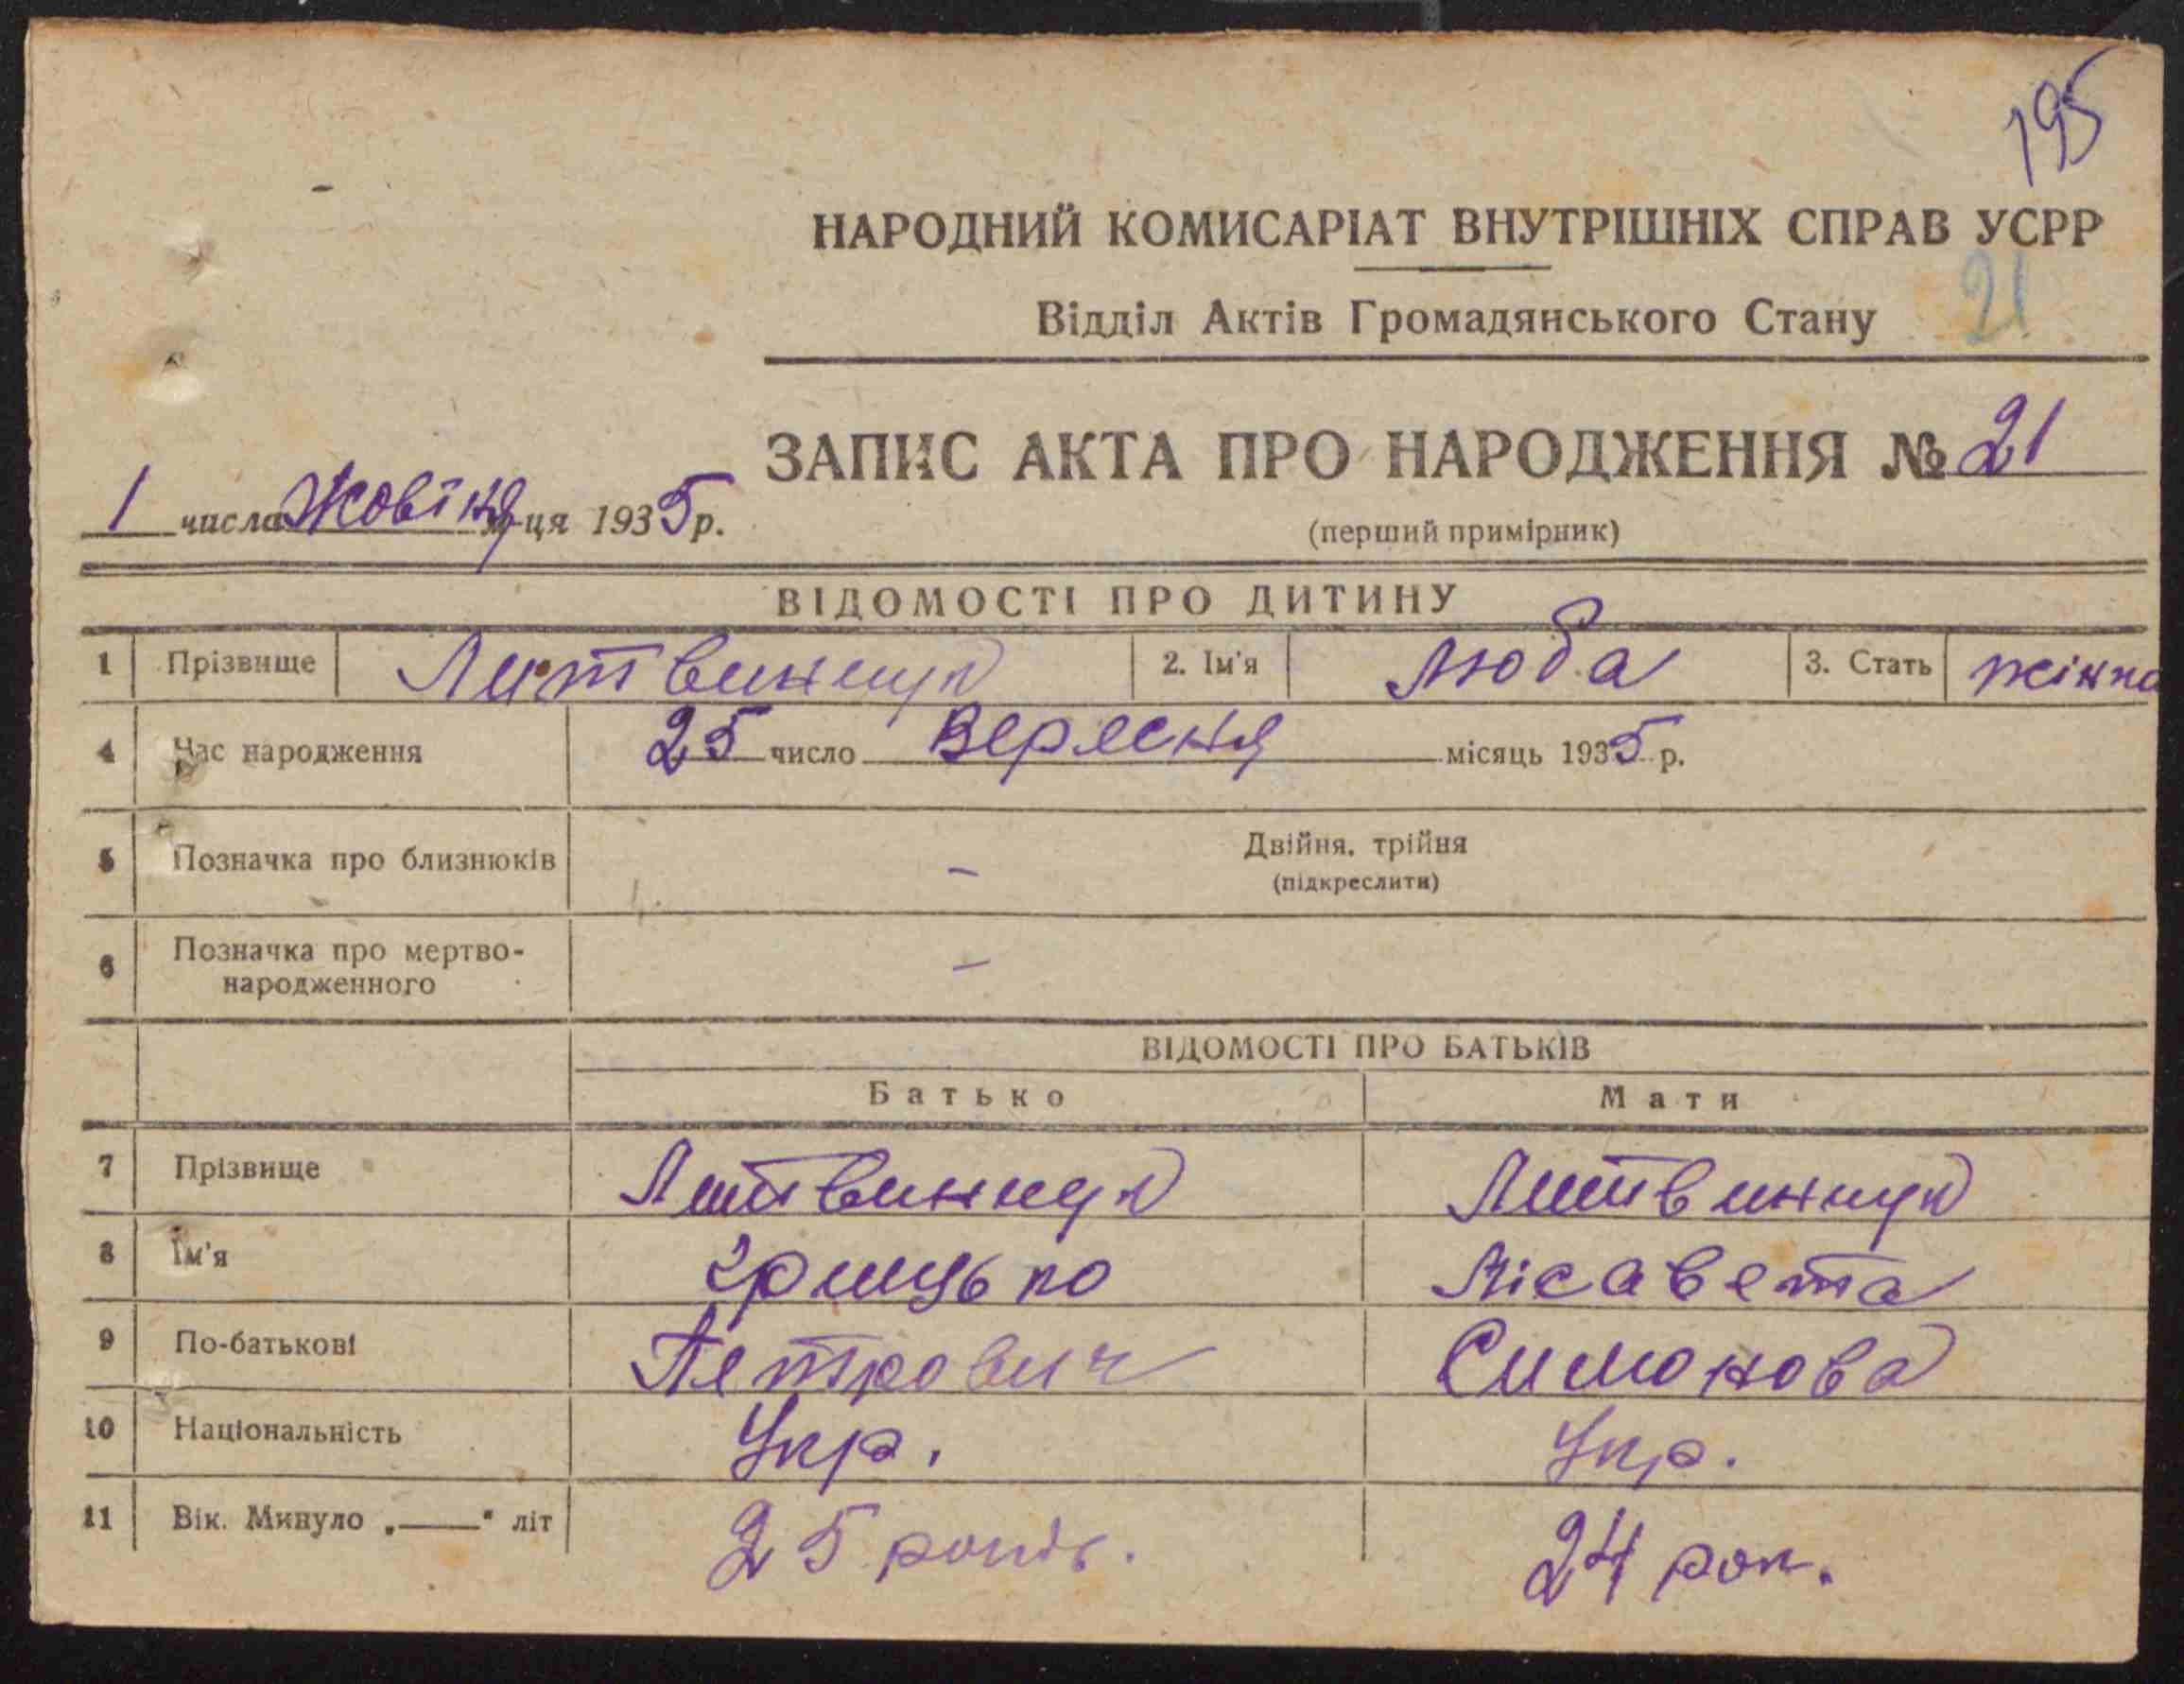 195
НАРОДНИЙ КОМИСАРІАТ ВНУТРІШНІХ СПРАВ УСРР
Відділ Актів Громадянського Стану 21
ЗАПИС АКТА ПРО НАРОДЖЕННЯ № 21
1 числа Жовтня м-ця 1935 р.
(перший примірник)
ВІДОМОСТІ ПРО ДИТИНУ
1 Прізвище Литвинчук 2. Ім'я Люба 3. Стать жінка
4 Час народження 25 число Вересня місяць 1935 р.
5 Позначка про близнюків - Двійня, трійня
(підкреслити)
6 Позначка про мертво-
народженного -
ВІДОМОСТІ ПРО БАТЬКІВ
Батько Мати
7 Прізвище Литвинчук Литвинчук
8 Ім'я Грицько Лісавета
9 По-батькові Петрович Симонова
10 Національність Укр. Укр.
11 Вік. Минуло „——" літ 25 років. 24 рок.